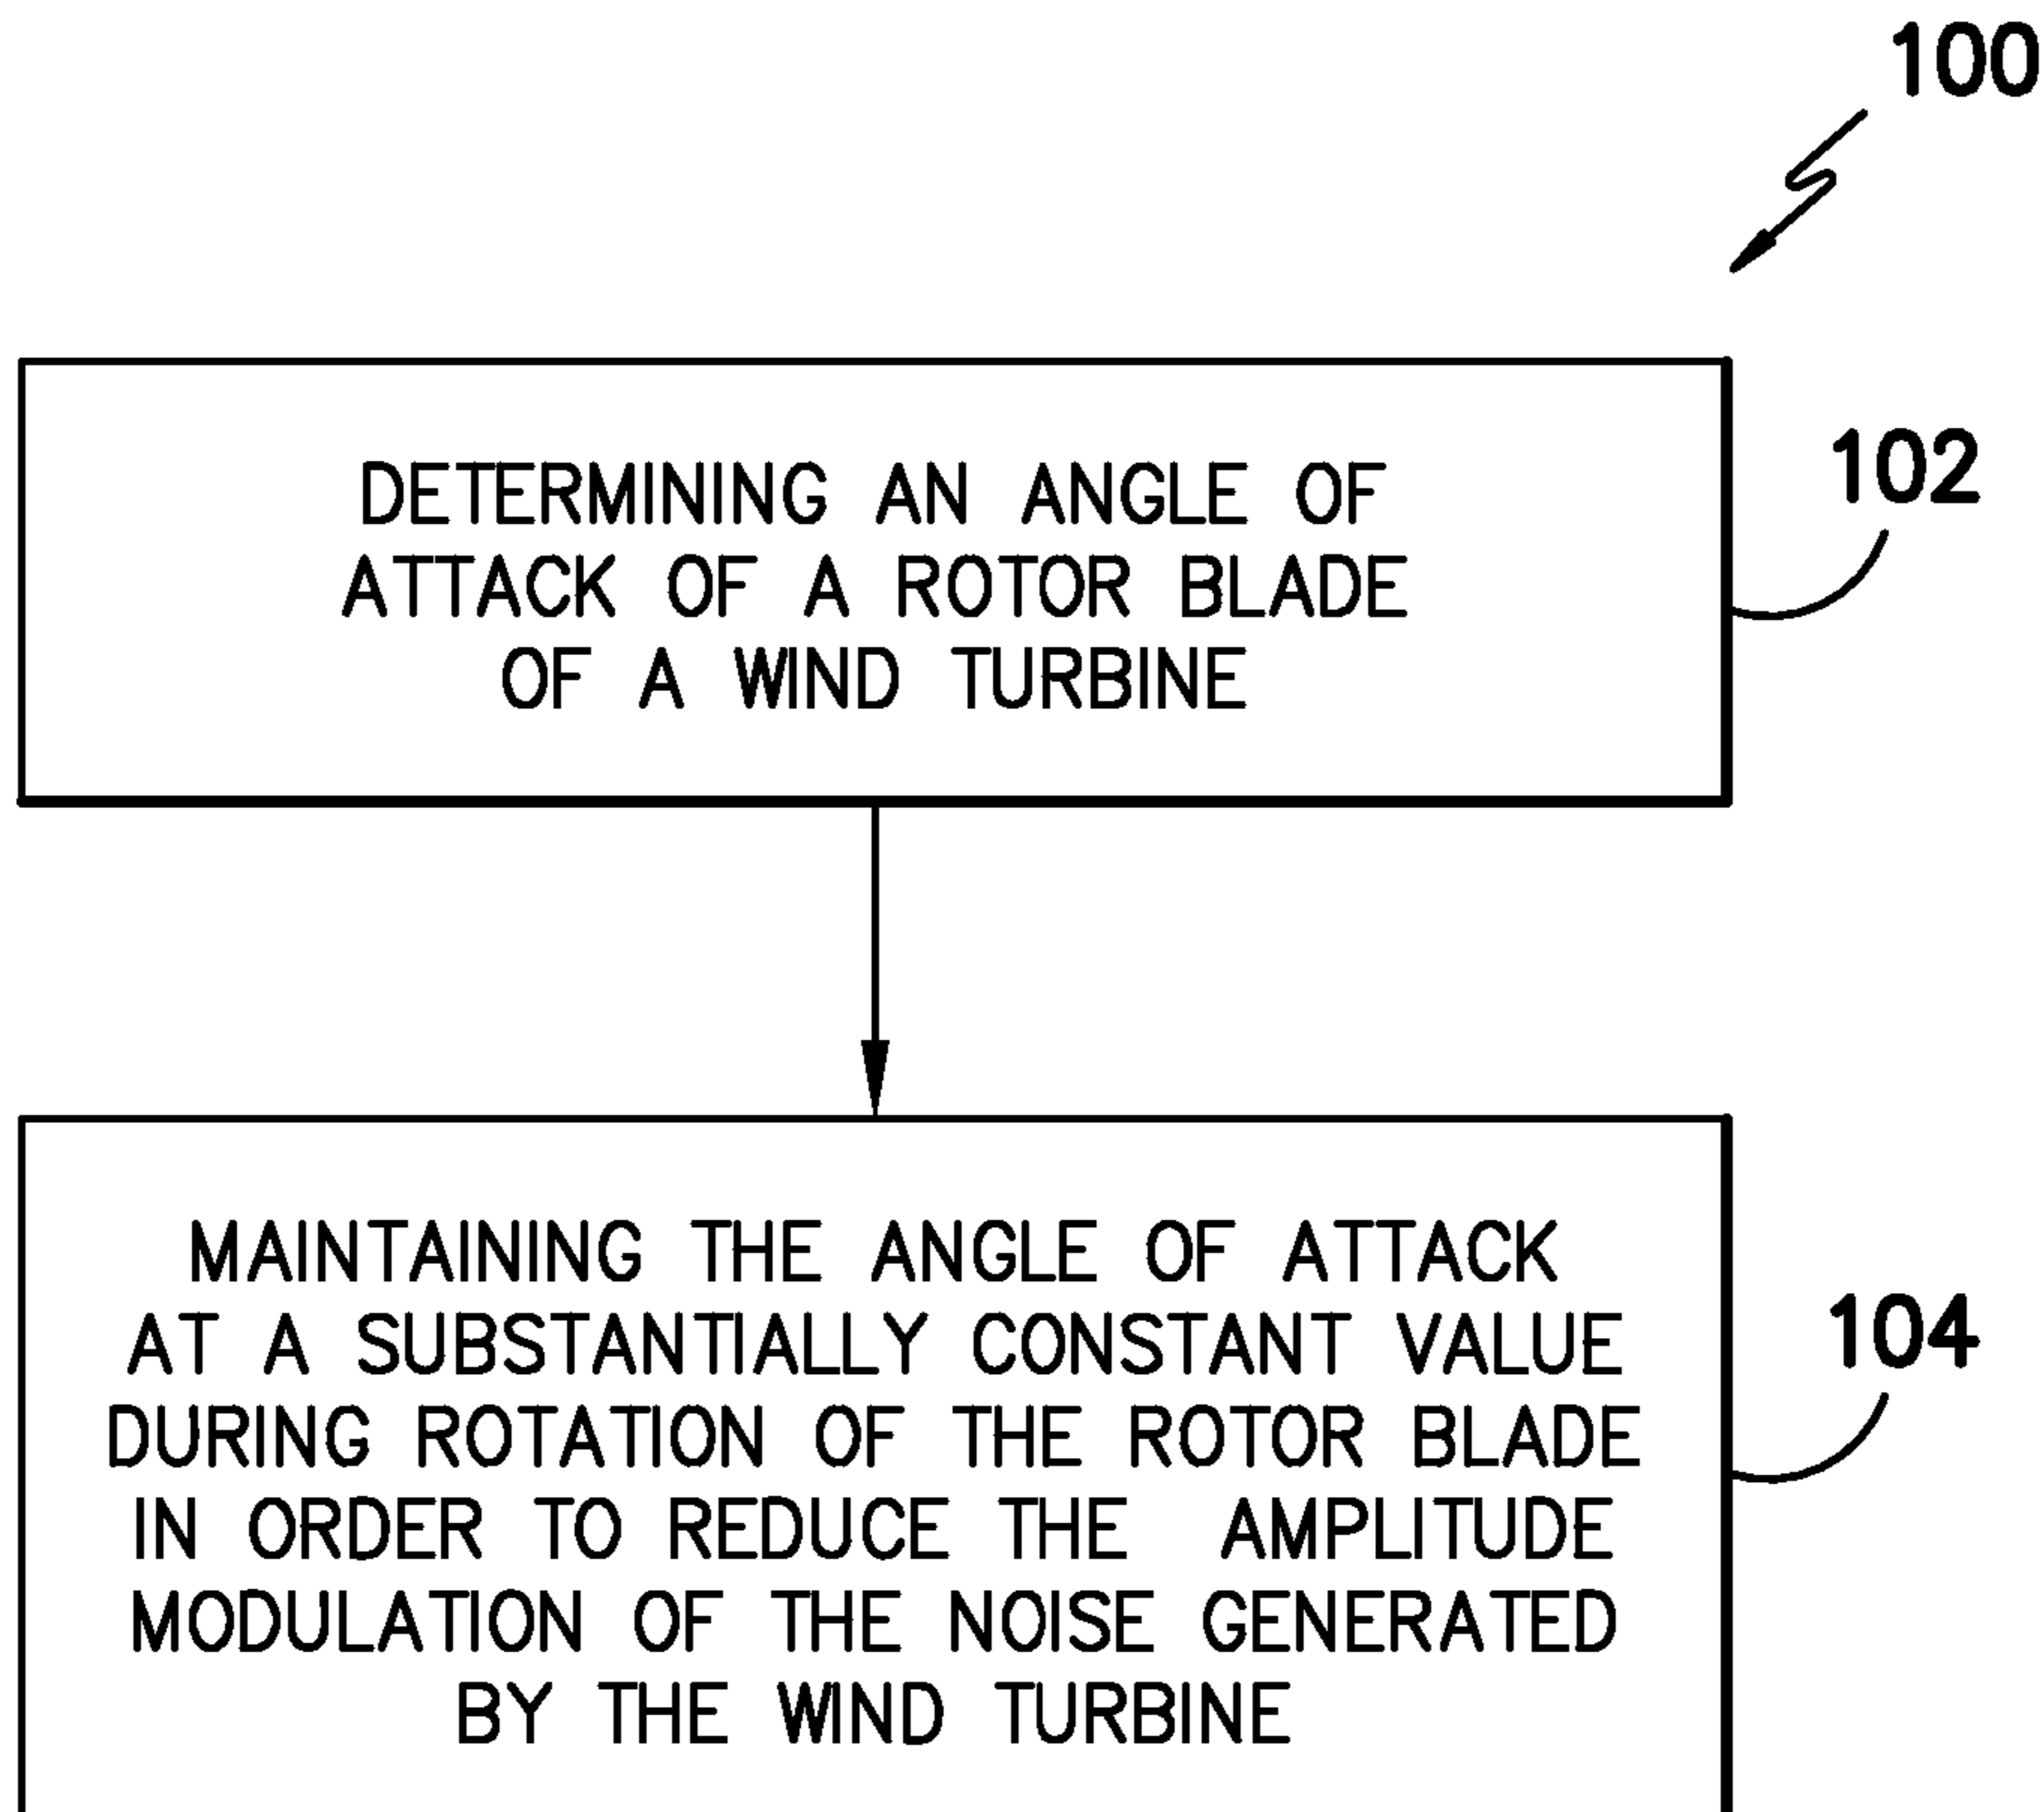 100
DETERMINING AN ANGLE OF
ATTACK OF A ROTOR BLADE
OF A WIND TURBINE
102
MAINTAINING THE ANGLE OF ATTACK
AT A SUBSTANTIALLY CONSTANT VALUE
DURING ROTATION OF THE ROTOR BLADE
IN ORDER TO REDUCE THE AMPLITUDE
MODULATION OF THE NOISE GENERATED
BY THE WIND TURBINE
104